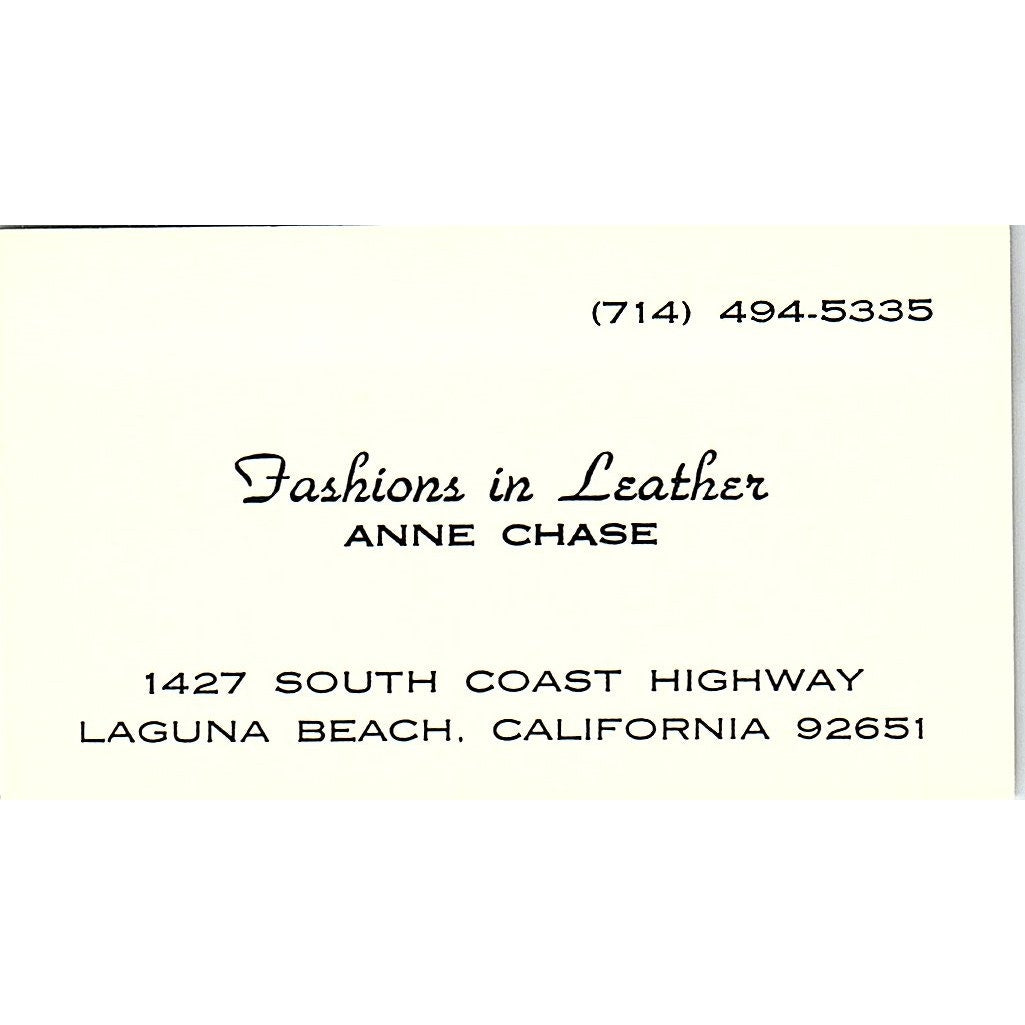 (714) 494-5335
Fashions in Leather
ANNE CHASE
1427 SOUTH COAST HIGHWAY
LAGUNA BEACH, CALIFORNIA 92651